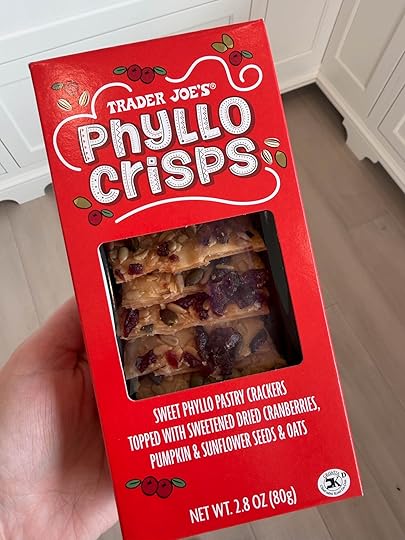 TRADER JOE'S®
PHYLLO
CRISPS
SWEET PHYLLO PASTRY CRACKERS
TOPPED WITH SWEETENED DRIED CRANBERRIES,
PUMPKIN & SUNFLOWER SEEDS & OATS
NET WT. 2.8 OZ (80g)
K D